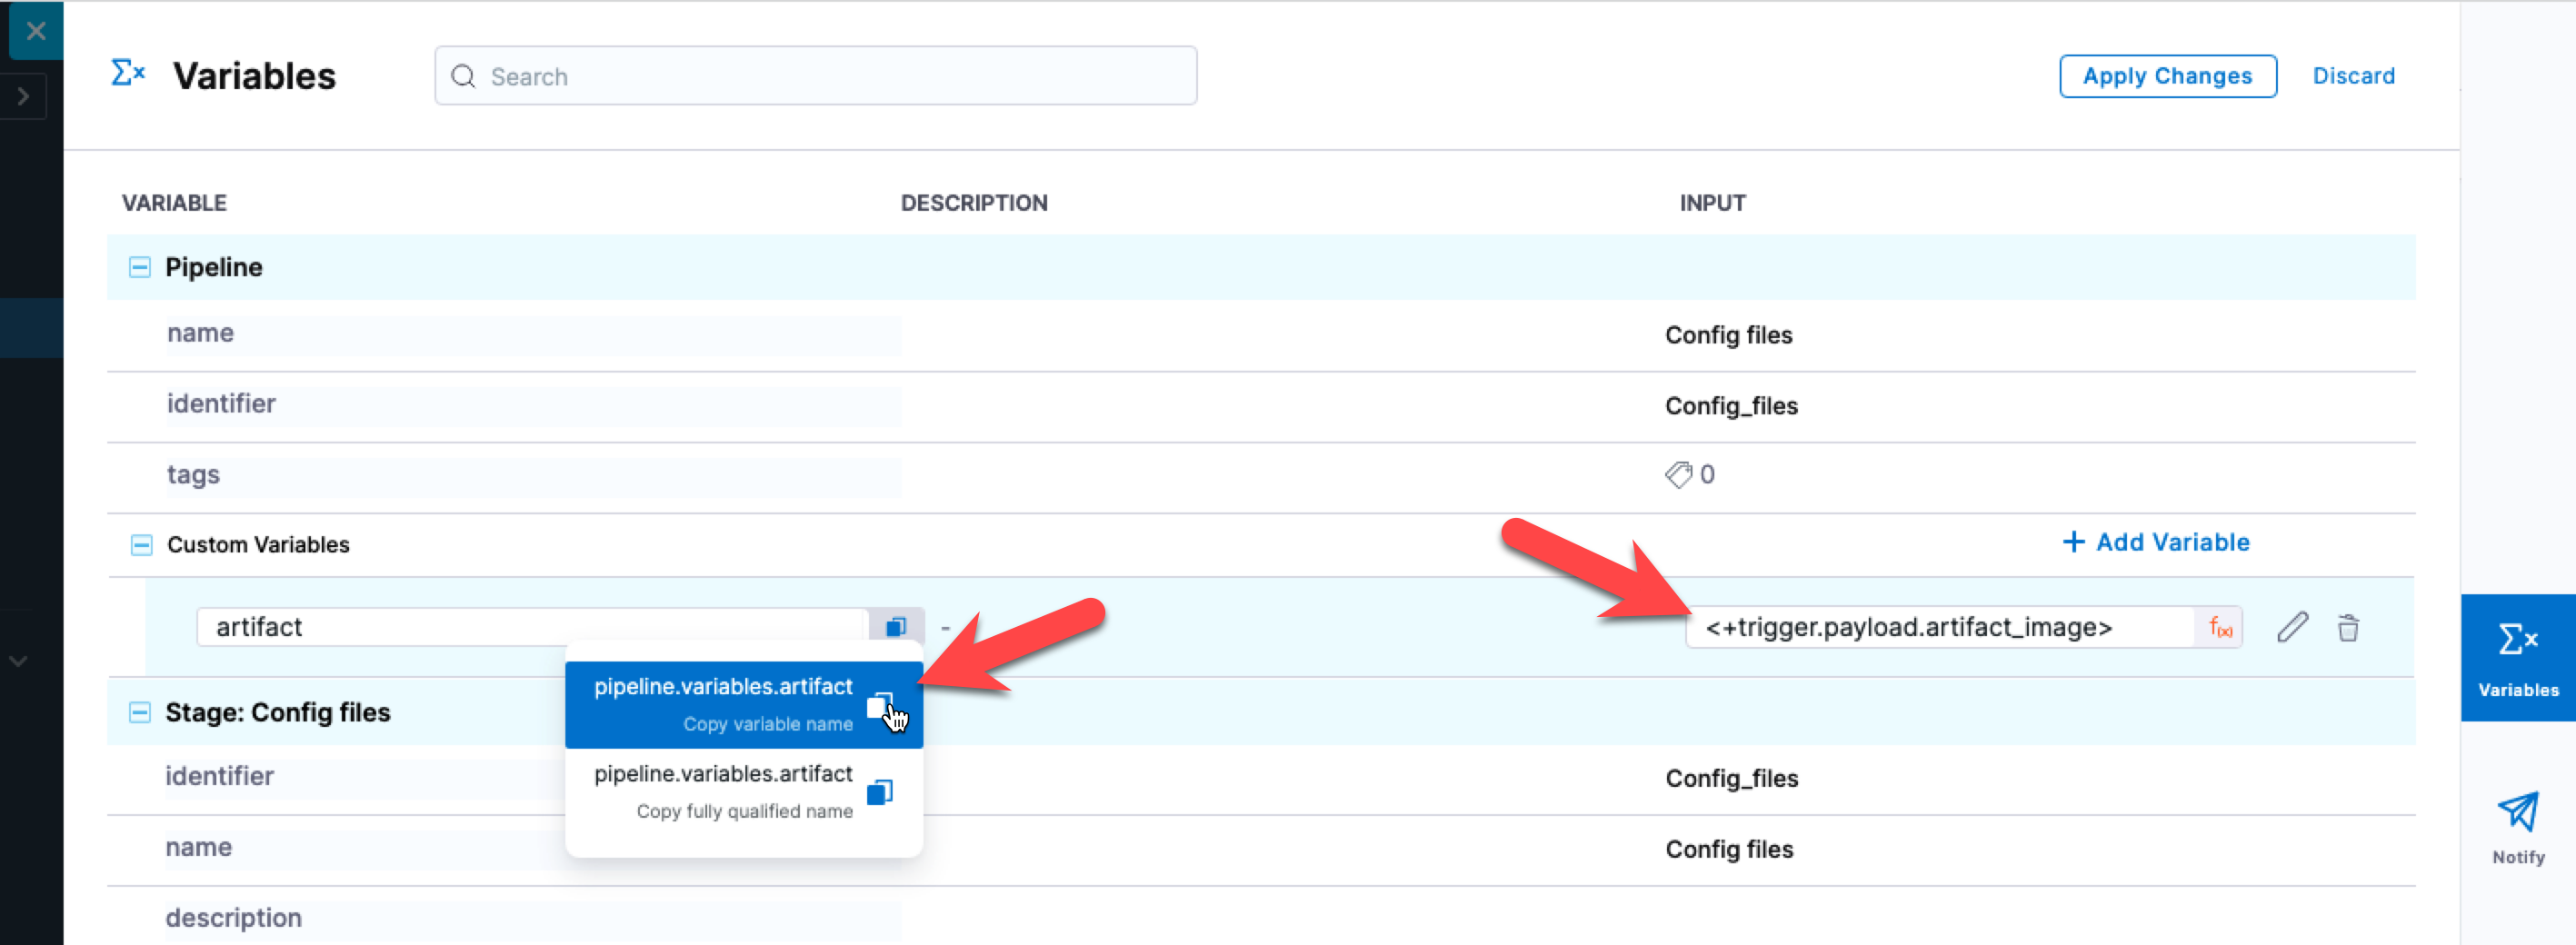 Σx Variables
Search
Apply Changes
Discard
VARIABLE DESCRIPTION INPUT
Pipeline
name Config files
identifier Config_files
tags 0
Custom Variables + Add Variable
artifact - <+trigger.payload.artifact_image> f(x)
pipeline.variables.artifact
Copy variable name
pipeline.variables.artifact
Copy fully qualified name
Stage: Config files
identifier Config_files
name Config files
description
Σx
Variables
Notify